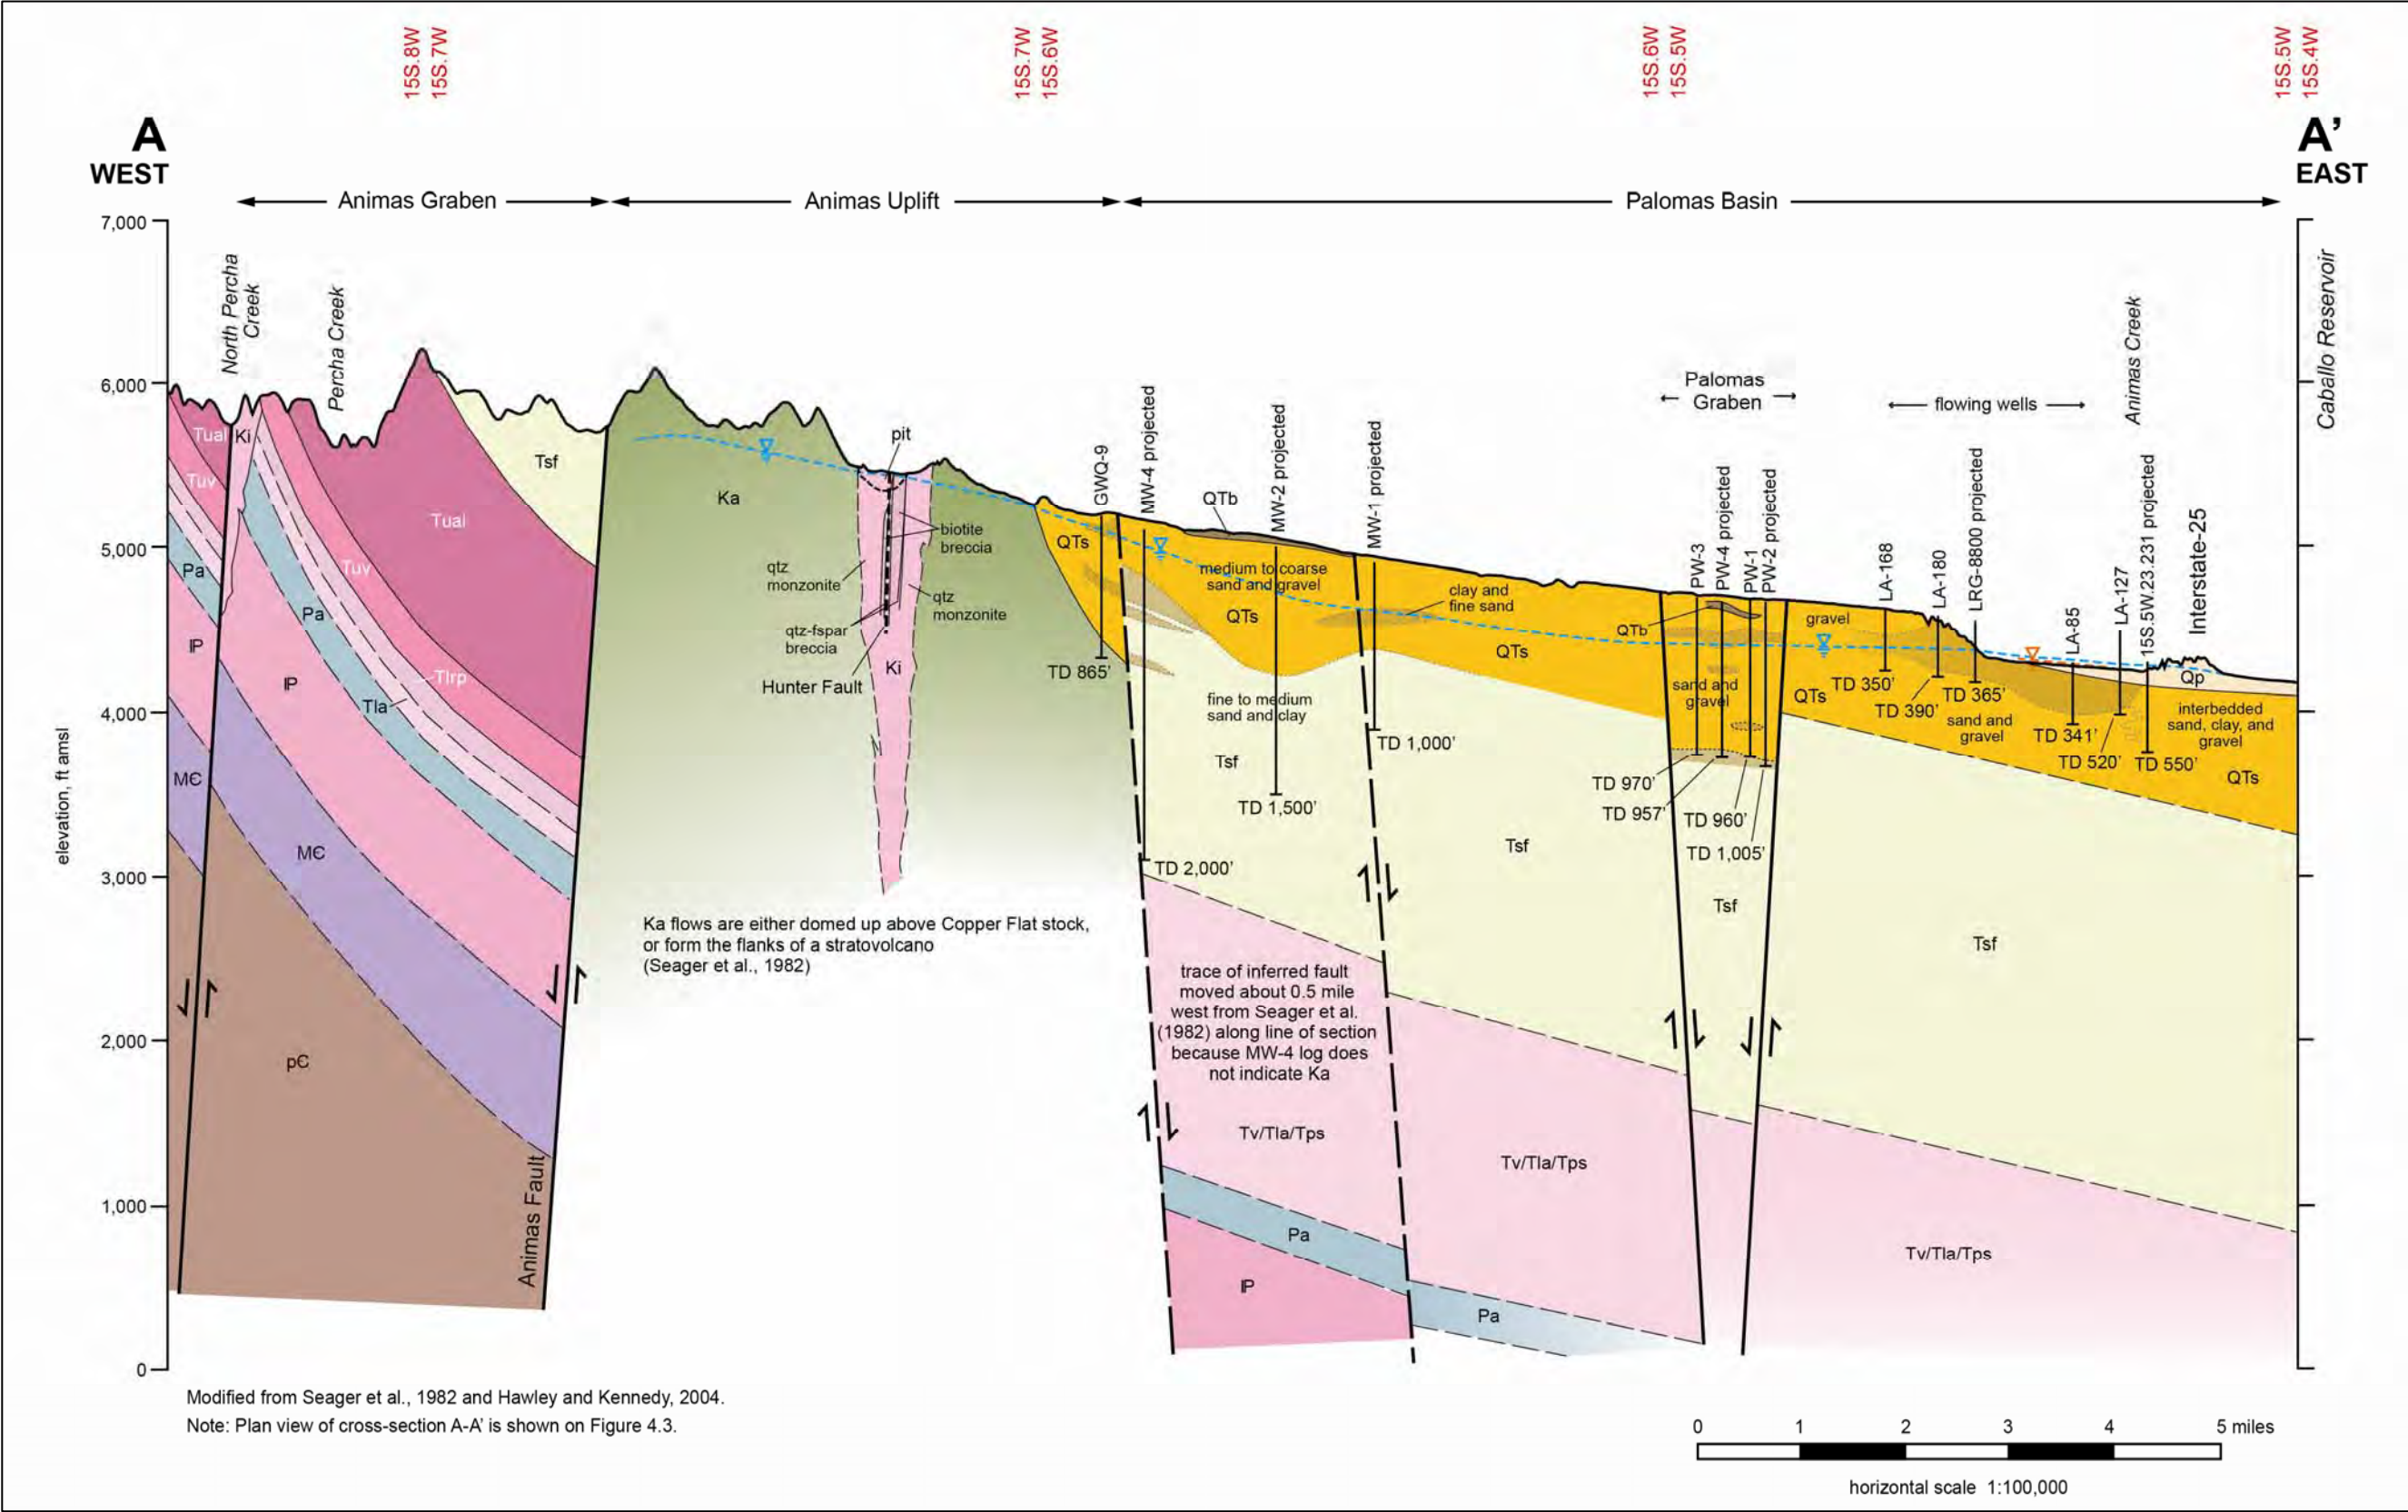 15S.8W
15S.7W
15S.7W
15S.6W
15S.6W
15S.5W
15S.5W
15S.4W
A
WEST
A’
EAST
Animas Graben
Animas Uplift
Palomas Basin
7,000
6,000
5,000
4,000
3,000
2,000
1,000
0
elevation, ft amsl
North Percha
Creek
Percha Creek
Caballo Reservoir
Animas Creek
Interstate-25
Palomas
Graben
flowing wells
GWQ-9
MW-4 projected
MW-2 projected
MW-1 projected
PW-3
PW-4 projected
PW-1
PW-2 projected
LA-168
LA-180
LRG-8800 projected
LA-85
LA-127
15S.5W.23.231 projected
Tual
Ki
Tuv
Pa
IP
MЄ
Tsf
Tual
Tuv
Pa
Tlrp
Tla
IP
MЄ
pЄ
Animas Fault
Ka
pit
biotite
breccia
qtz
monzonite
qtz
monzonite
qtz-fspar
breccia
Ki
Hunter Fault
Ka flows are either domed up above Copper Flat stock,
or form the flanks of a stratovolcano
(Seager et al., 1982)
QTs
QTb
medium to coarse
sand and gravel
QTs
clay and
fine sand
QTs
QTb
gravel
sand and
gravel
QTs
sand and
gravel
Qp
interbedded
sand, clay, and
gravel
QTs
TD 865’
fine to medium
sand and clay
Tsf
TD 1,000’
TD 1,500’
TD 2,000’
TD 970’
TD 957’
TD 960’
TD 1,005’
TD 350’
TD 390’
TD 365’
TD 341’
TD 520’
TD 550’
Tsf
Tsf
Tsf
trace of inferred fault
moved about 0.5 mile
west from Seager et al.
(1982) along line of section
because MW-4 log does
not indicate Ka
Tv/Tla/Tps
Tv/Tla/Tps
Tv/Tla/Tps
Pa
IP
Pa
Modified from Seager et al., 1982 and Hawley and Kennedy, 2004.
Note: Plan view of cross-section A-A’ is shown on Figure 4.3.
0 1 2 3 4 5 miles
horizontal scale 1:100,000